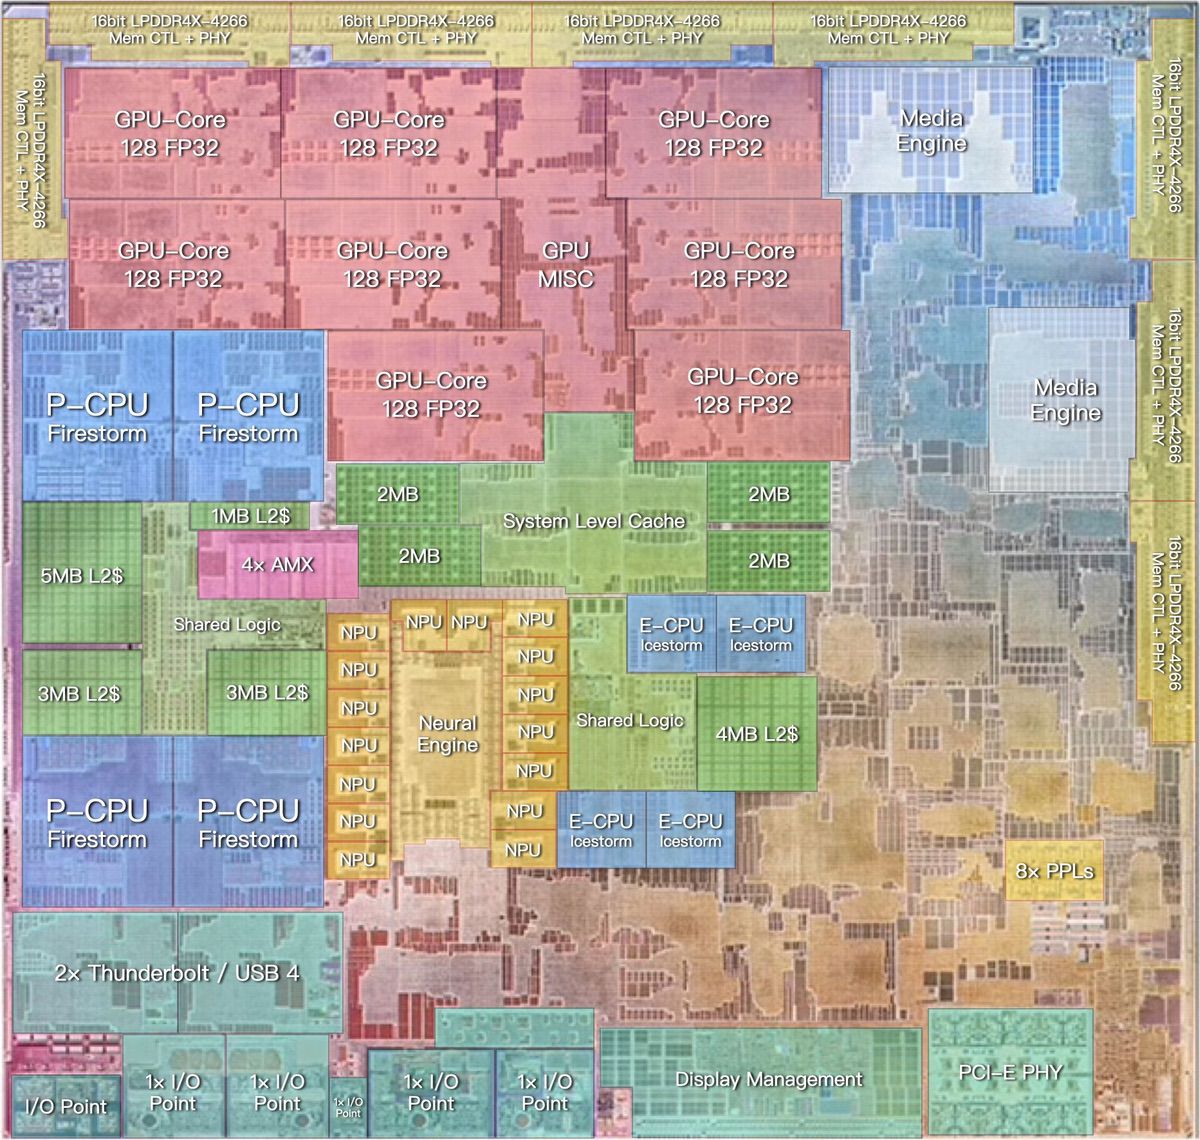 16bit LPDDR4X-4266
Mem CTL + PHY
16bit LPDDR4X-4266
Mem CTL + PHY
16bit LPDDR4X-4266
Mem CTL + PHY
16bit LPDDR4X-4266
Mem CTL + PHY
16bit LPDDR4X-4266
Mem CTL + PHY
16bit LPDDR4X-4266
Mem CTL + PHY
GPU-Core
128 FP32
GPU-Core
128 FP32
GPU-Core
128 FP32
Media
Engine
GPU-Core
128 FP32
GPU-Core
128 FP32
GPU
MISC
GPU-Core
128 FP32
16bit LPDDR4X-4266
Mem CTL + PHY
P-CPU
Firestorm
P-CPU
Firestorm
GPU-Core
128 FP32
GPU-Core
128 FP32
Media
Engine
2MB
2MB
1MB L2$
System Level Cache
5MB L2$
4x AMX
2MB
2MB
16bit LPDDR4X-4266
Mem CTL + PHY
Shared Logic
NPU
NPU
NPU
NPU
E-CPU
Icestorm
E-CPU
Icestorm
NPU
NPU
3MB L2$
3MB L2$
NPU
NPU
Neural
Engine
Shared Logic
4MB L2$
NPU
NPU
NPU
NPU
P-CPU
Firestorm
P-CPU
Firestorm
NPU
NPU
E-CPU
Icestorm
E-CPU
Icestorm
NPU
NPU
8x PPLs
2x Thunderbolt / USB 4
I/O Point
1x I/O
Point
1x I/O
Point
1x I/O
Point
1x I/O
Point
1x I/O
Point
Display Management
PCI-E PHY